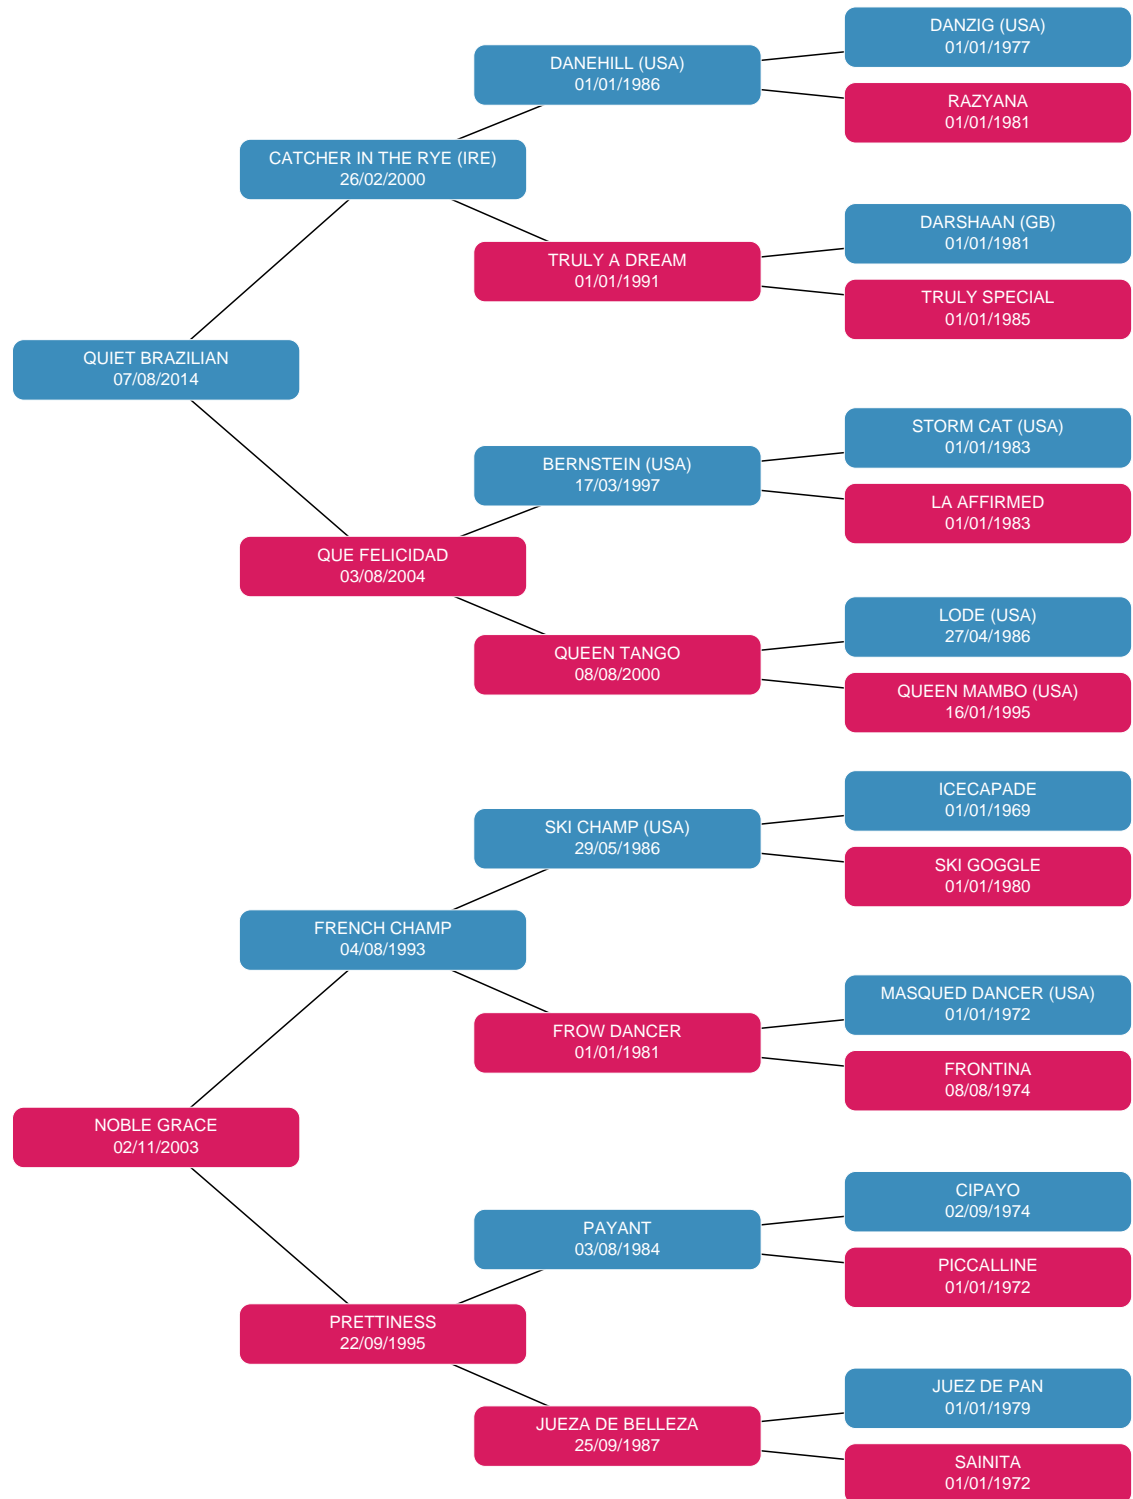 DANZIG (USA)
01/01/1977
DANEHILL (USA)
01/01/1986
RAZYANA
01/01/1981
CATCHER IN THE RYE (IRE)
26/02/2000
DARSHAAN (GB)
01/01/1981
TRULY A DREAM
01/01/1991
TRULY SPECIAL
01/01/1985
QUIET BRAZILIAN
07/08/2014
STORM CAT (USA)
01/01/1983
BERNSTEIN (USA)
17/03/1997
LA AFFIRMED
01/01/1983
QUE FELICIDAD
03/08/2004
LODE (USA)
27/04/1986
QUEEN TANGO
08/08/2000
QUEEN MAMBO (USA)
16/01/1995
ICECAPADE
01/01/1969
SKI CHAMP (USA)
29/05/1986
SKI GOGGLE
01/01/1980
FRENCH CHAMP
04/08/1993
MASQUED DANCER (USA)
01/01/1972
FROW DANCER
01/01/1981
FRONTINA
08/08/1974
NOBLE GRACE
02/11/2003
CIPAYO
02/09/1974
PAYANT
03/08/1984
PICCALLINE
01/01/1972
PRETTINESS
22/09/1995
JUEZ DE PAN
01/01/1979
JUEZA DE BELLEZA
25/09/1987
SAINITA
01/01/1972